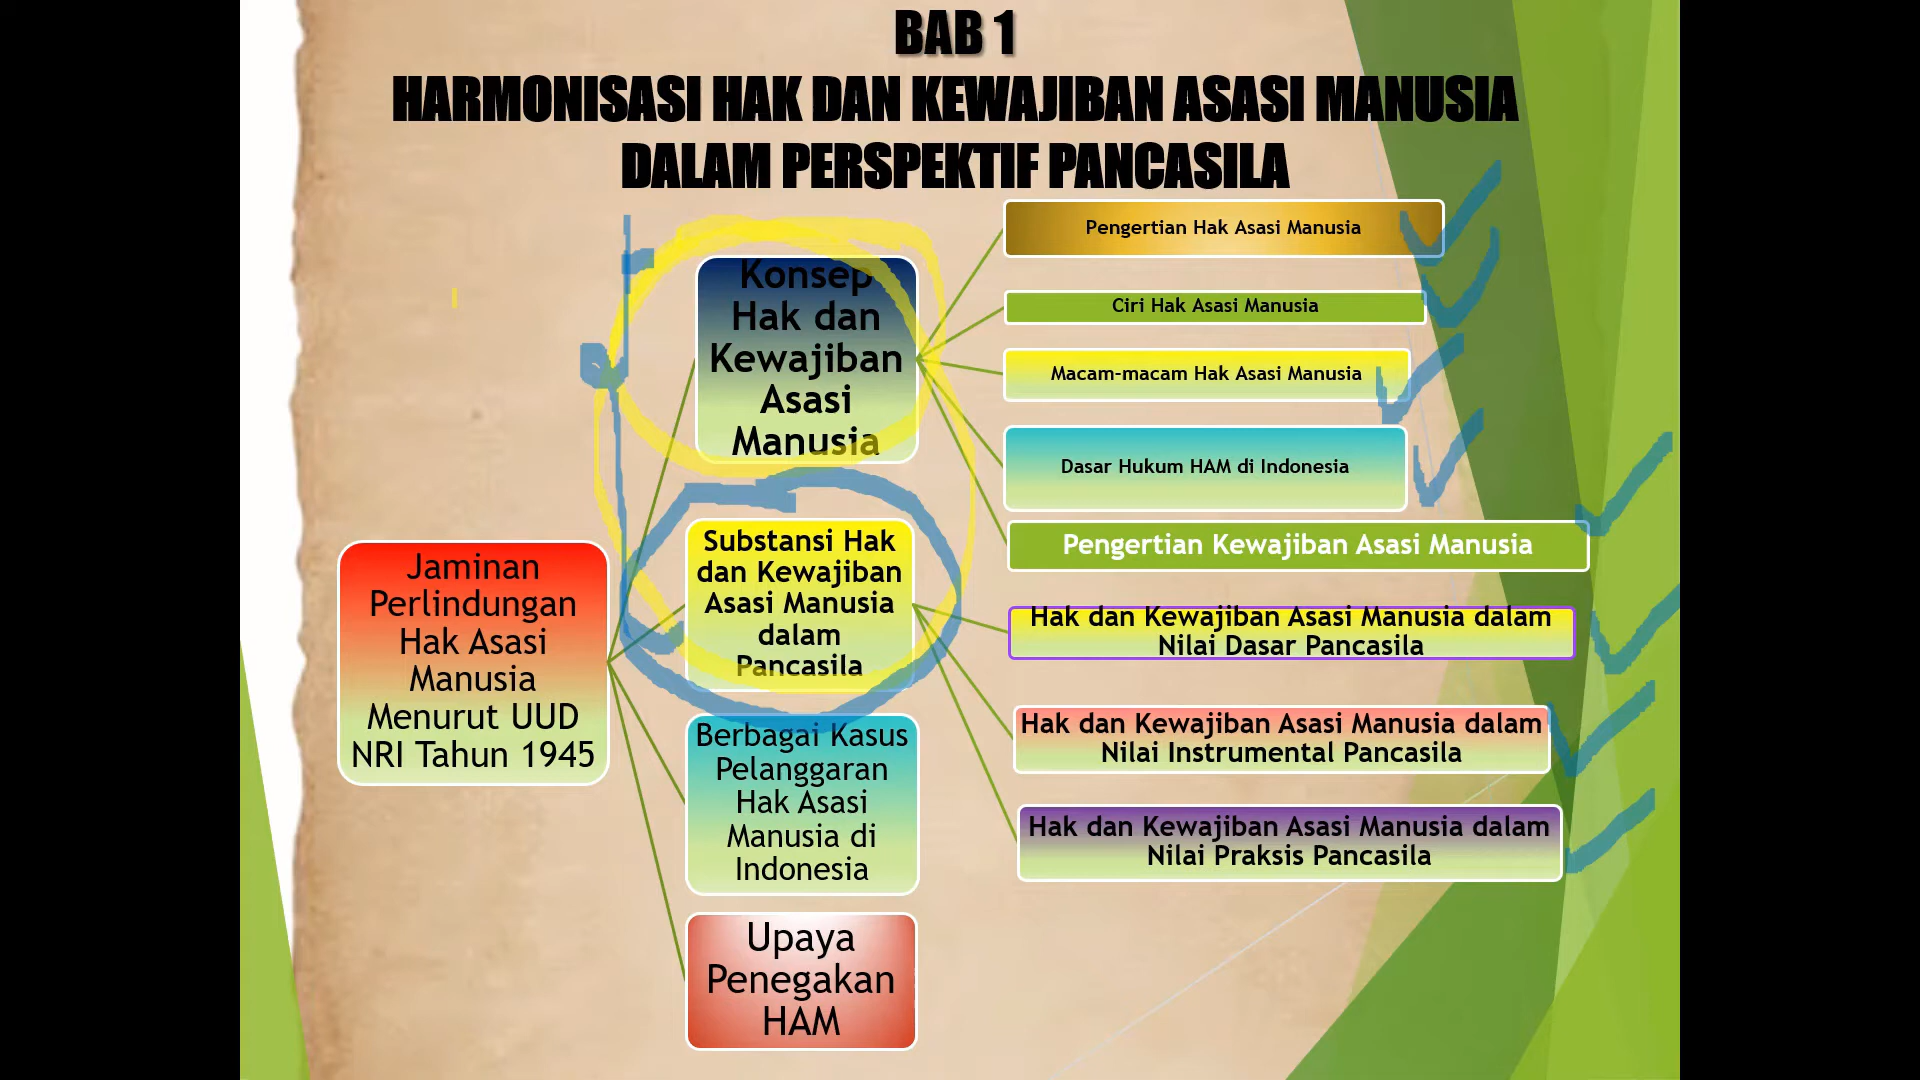 BAB 1
HARMONISASI HAK DAN KEWAJIBAN ASASI MANUSIA
DALAM PERSPEKTIF PANCASILA
Jaminan
Perlindungan
Hak Asasi
Manusia
Menurut UUD
NRI Tahun 1945
Konsep
Hak dan
Kewajiban
Asasi
Manusia
Substansi Hak
dan Kewajiban
Asasi Manusia
dalam
Pancasila
Berbagai Kasus
Pelanggaran
Hak Asasi
Manusia di
Indonesia
Upaya
Penegakan
HAM
Pengertian Hak Asasi Manusia
Ciri Hak Asasi Manusia
Macam-macam Hak Asasi Manusia
Dasar Hukum HAM di Indonesia
Pengertian Kewajiban Asasi Manusia
Hak dan Kewajiban Asasi Manusia dalam
Nilai Dasar Pancasila
Hak dan Kewajiban Asasi Manusia dalam
Nilai Instrumental Pancasila
Hak dan Kewajiban Asasi Manusia dalam
Nilai Praksis Pancasila